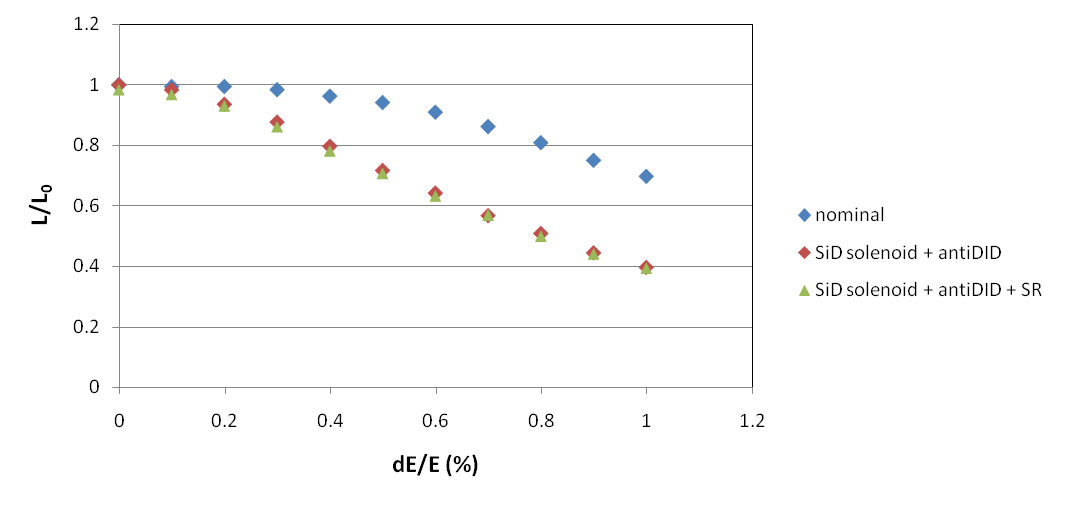 1.2
1
0.8
0.6
0.4
0.2
0
L/L₀
0 0.2 0.4 0.6 0.8 1 1.2
dE/E (%)
nominal
SiD solenoid + antiDID
SiD solenoid + antiDID + SR